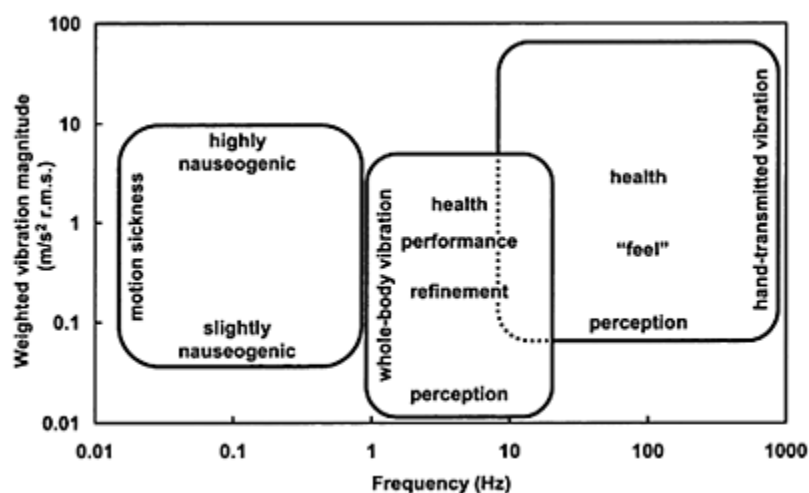 100
10
1
0.1
0.01
Weighted vibration magnitude
(m/s² r.m.s.)
motion sickness
highly
nauseogenic
slightly
nauseogenic
whole-body vibration
health
performance
refinement
perception
health
“feel”
perception
hand-transmitted vibration
0.01
0.1
1
10
100
1000
Frequency (Hz)